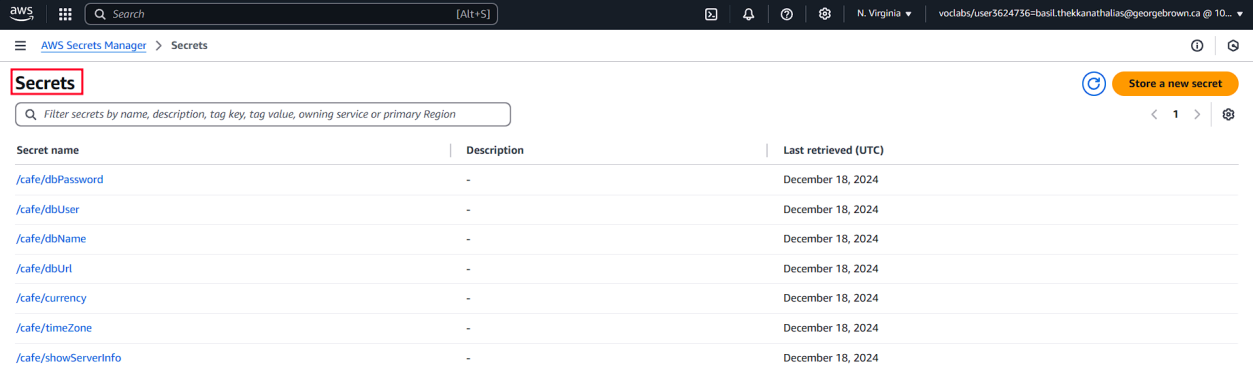 aws Search [Alt+S] N. Virginia voclabs/user3624736=basil.thekkanathalias@georgebrown.ca @ 10...
AWS Secrets Manager > Secrets
Secrets Store a new secret
Filter secrets by name, description, tag key, tag value, owning service or primary Region 1
Secret name Description Last retrieved (UTC)
/cafe/dbPassword - December 18, 2024
/cafe/dbUser - December 18, 2024
/cafe/dbName - December 18, 2024
/cafe/dbUrl - December 18, 2024
/cafe/currency - December 18, 2024
/cafe/timeZone - December 18, 2024
/cafe/showServerInfo - December 18, 2024